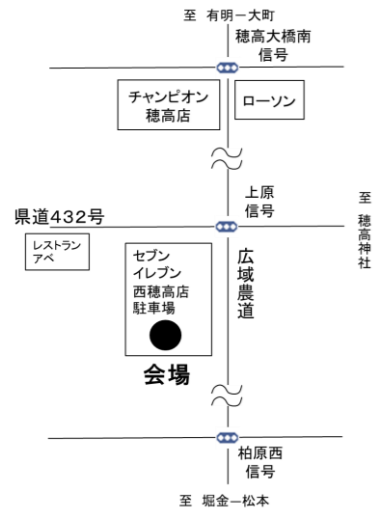 至 有明ー大町
穂高大橋南
信号
チャンピオン
穂高店
ローソン
上原
信号
至 穂高神社
県道432号
レストラン
アベ
セブン
イレブン
西穂高店
駐車場
広域農道
会場
柏原西
信号
至 堀金ー松本